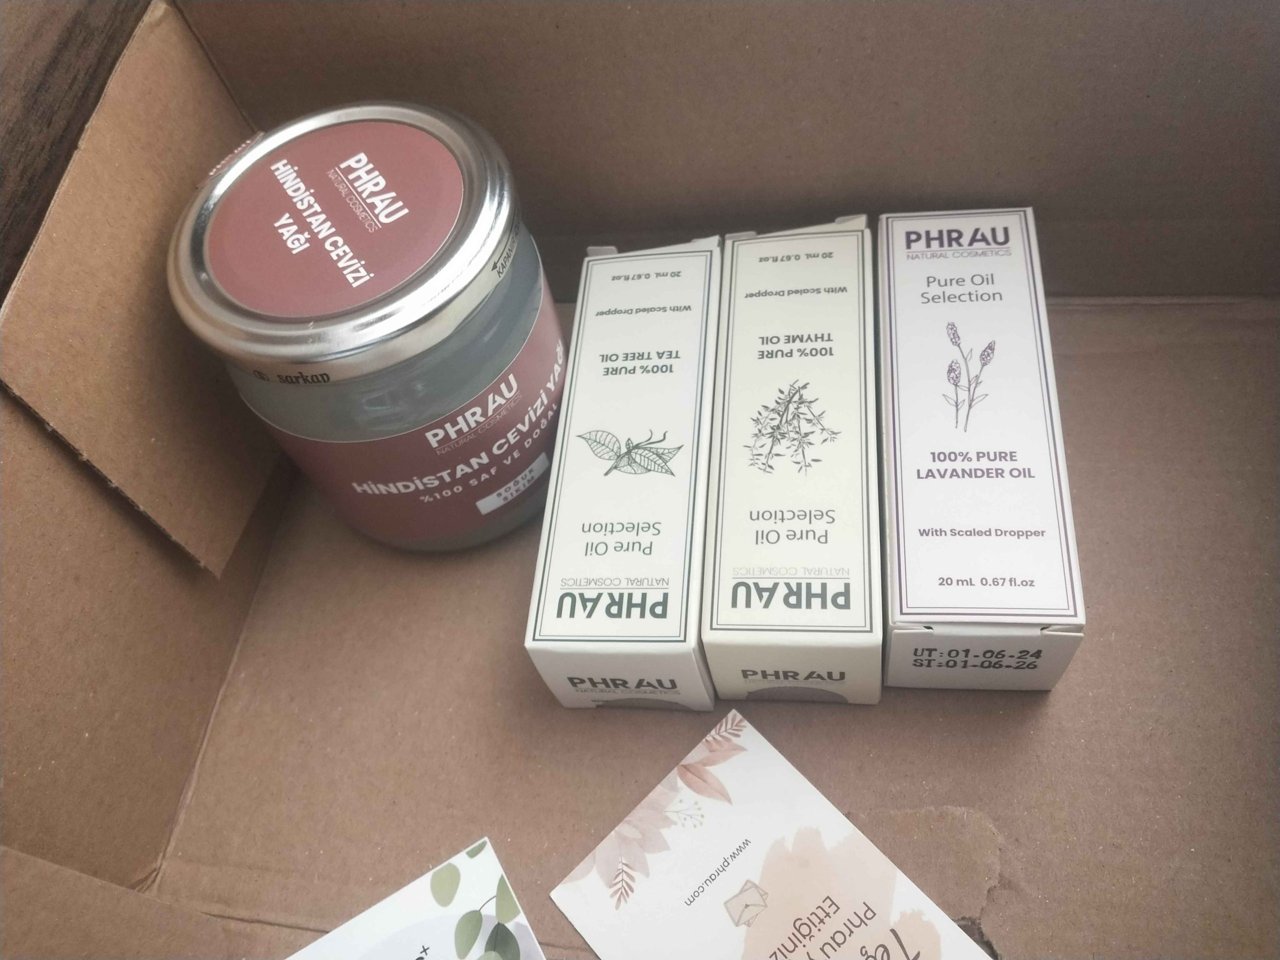 PHRAU
NATURAL COSMETICS
HİNDİSTAN CEVİZİ
YAĞI
sarkap
PHRAU
NATURAL COSMETICS
HİNDİSTAN CEVİZİ YAĞ
%100 SAF VE DOĞAL
SOĞUK
SIKIM
PHRAU
NATURAL COSMETICS
Pure Oil
Selection
100% PURE
TEA TREE OIL
With Scaled Dropper
20 mL 0.67 fl.oz
PHRAU
NATURAL COSMETICS
PHRAU
NATURAL COSMETICS
Pure Oil
Selection
100% PURE
THYME OIL
With Scaled Dropper
20 mL 0.67 fl.oz
PHRAU
PHRAU
NATURAL COSMETICS
Pure Oil
Selection
100% PURE
LAVANDER OIL
With Scaled Dropper
20 mL 0.67 fl.oz
UT:01-06-24
ST:01-06-26
www.phrau.com
Phrau
Ettiğiniz